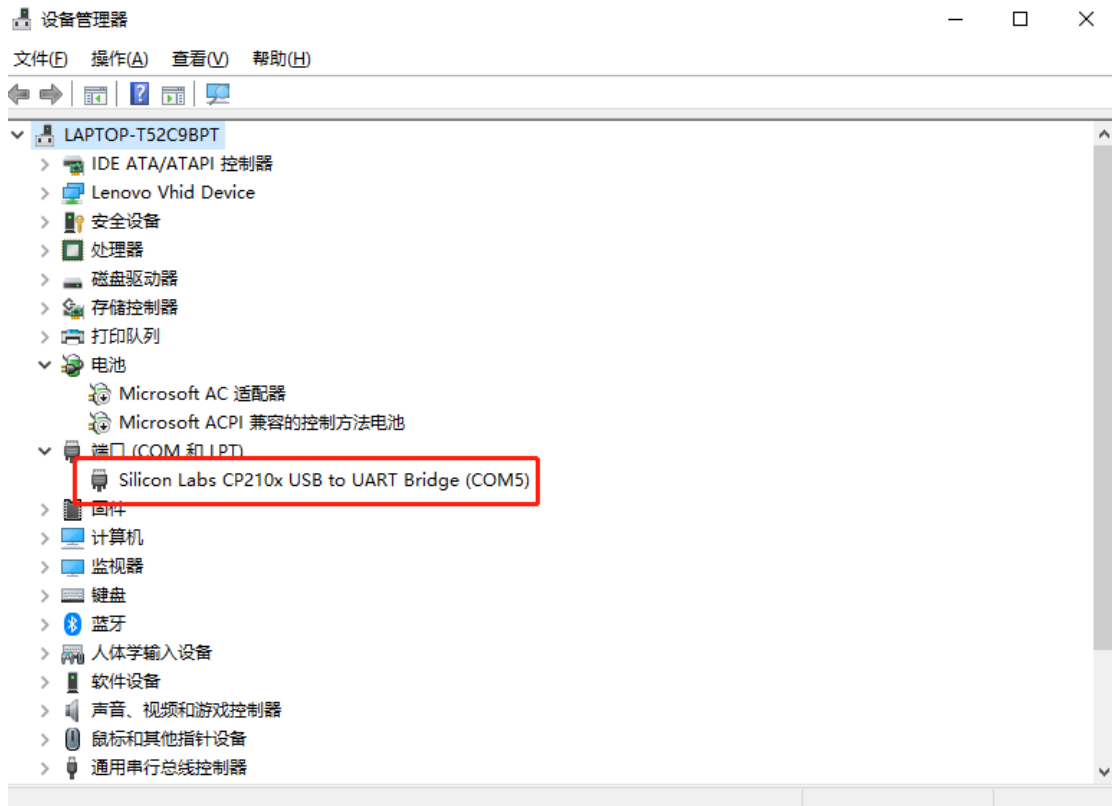 设备管理器
文件(F) 操作(A) 查看(V) 帮助(H)
LAPTOP-T52C9BPT
IDE ATA/ATAPI 控制器
Lenovo Vhid Device
安全设备
处理器
磁盘驱动器
存储控制器
打印队列
电池
Microsoft AC 适配器
Microsoft ACPI 兼容的控制方法电池
端口 (COM 和 LPT)
Silicon Labs CP210x USB to UART Bridge (COM5)
固件
计算机
监视器
键盘
蓝牙
人体学输入设备
软件设备
声音、视频和游戏控制器
鼠标和其他指针设备
通用串行总线控制器